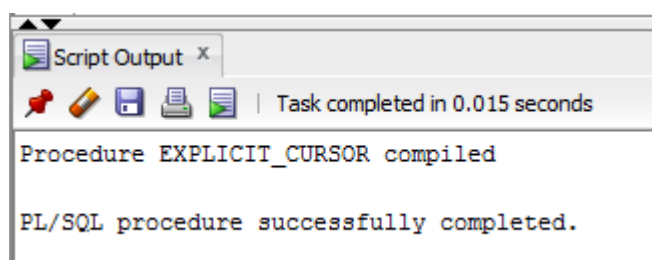 Script Output
Task completed in 0.015 seconds
Procedure EXPLICIT_CURSOR compiled
PL/SQL procedure successfully completed.